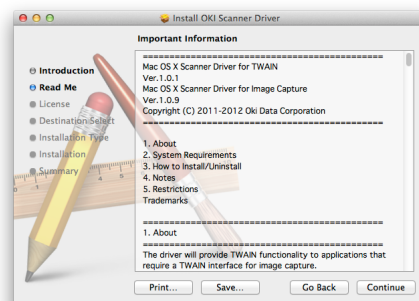 Install OKI Scanner Driver
Important Information
Introduction
Read Me
License
Destination Select
Installation Type
Installation
Summary
==============================================
Mac OS X Scanner Driver for TWAIN
Ver.1.0.1
Mac OS X Scanner Driver for Image Capture
Ver.1.0.9
Copyright (C) 2011-2012 Oki Data Corporation
==============================================
1. About
2. System Requirements
3. How to Install/Uninstall
4. Notes
5. Restrictions
Trademarks
==============================================
1. About
==============================================
The driver will provide TWAIN functionality to applications that
require a TWAIN interface for image capture.
Print...
Save...
Go Back
Continue